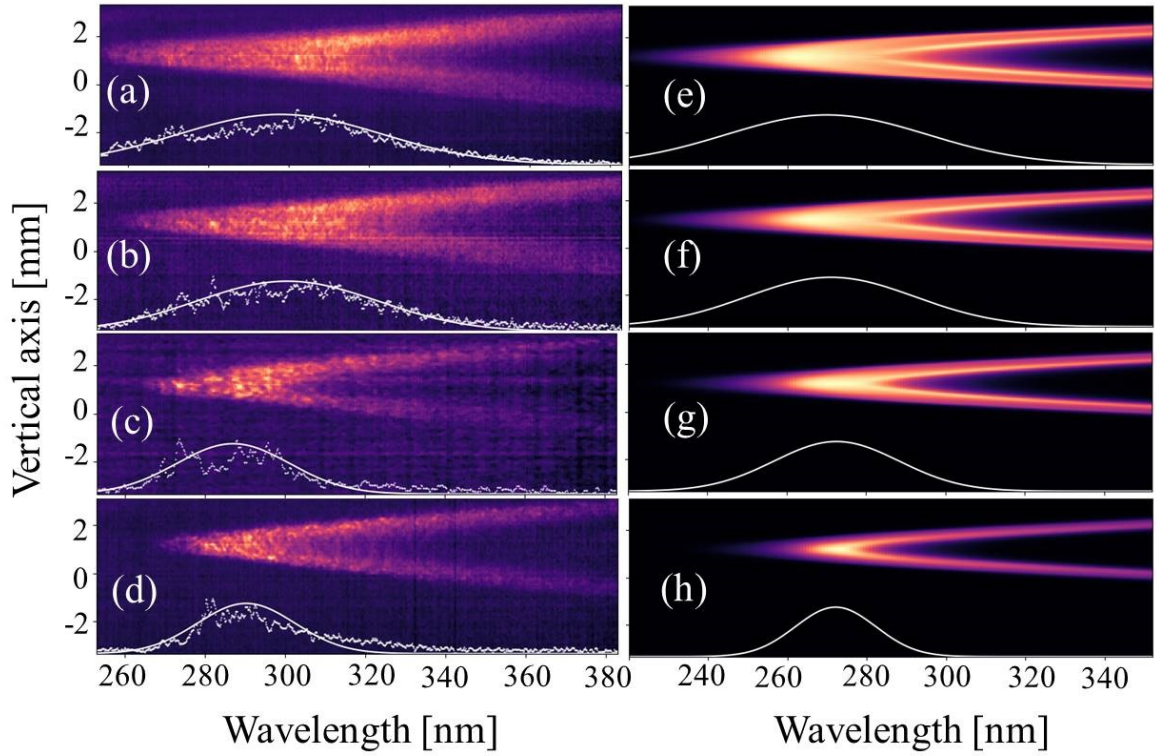 2
0
-2
(a)
(e)
2
0
-2
(b)
(f)
Vertical axis [mm]
2
0
-2
(c)
(g)
2
0
-2
(d)
(h)
260 280 300 320 340 360 380
240 260 280 300 320 340
Wavelength [nm]
Wavelength [nm]